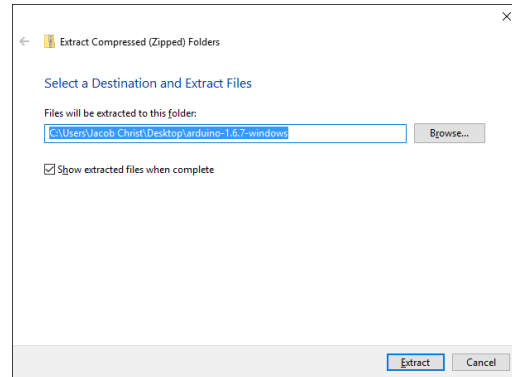 Extract Compressed (Zipped) Folders
Select a Destination and Extract Files
Files will be extracted to this folder:
C:\Users\Jacob Christ\Desktop\arduino-1.6.7-windows
Browse...
Show extracted files when complete
Extract
Cancel